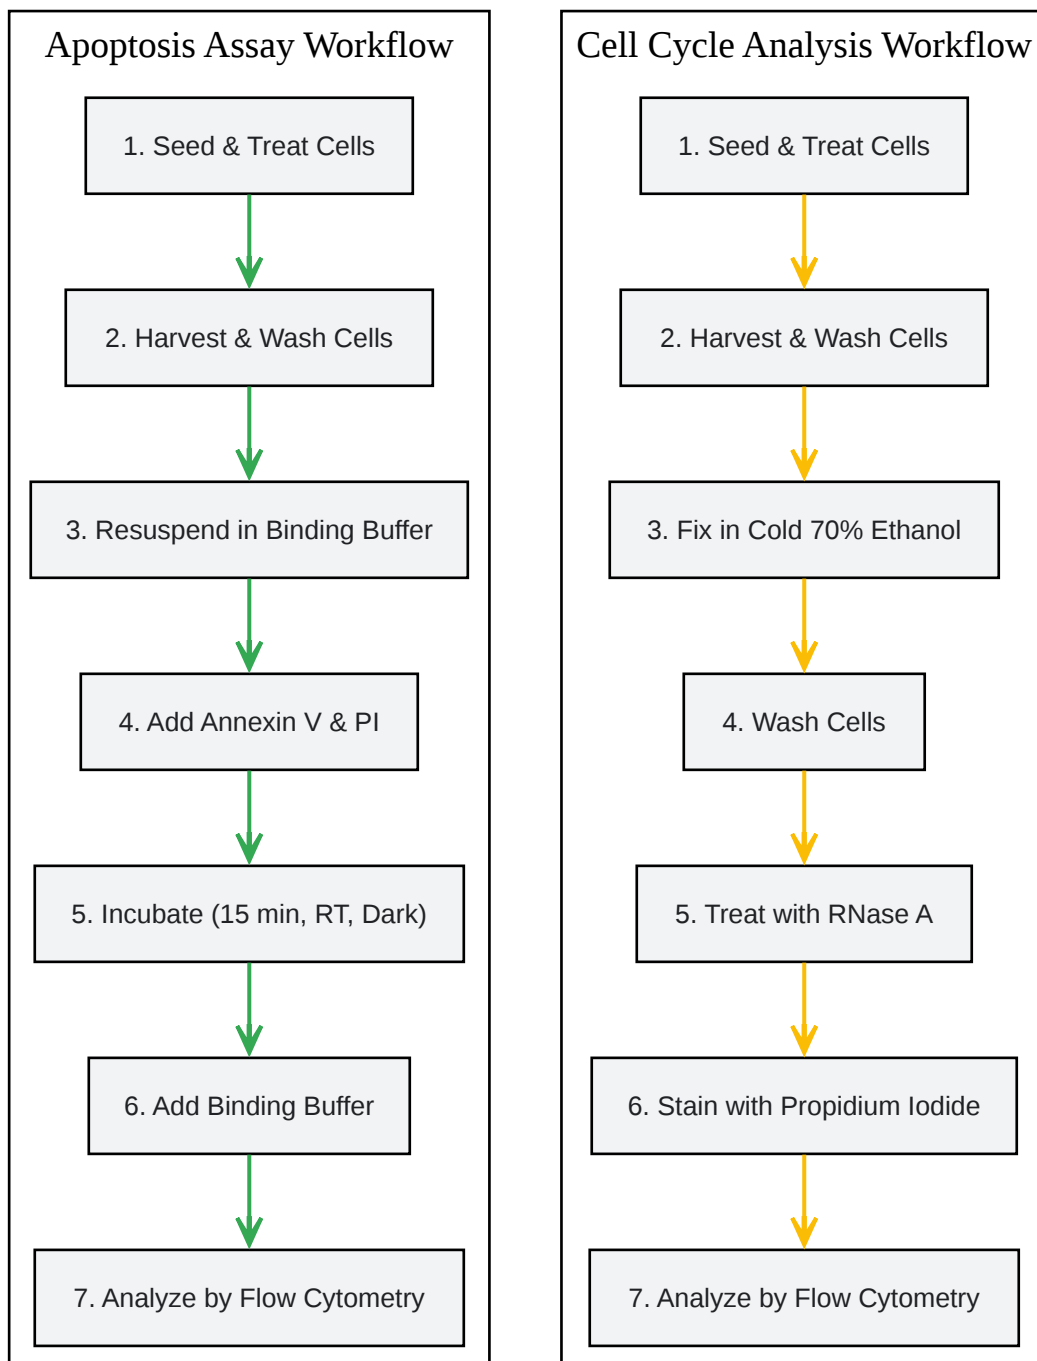 Apoptosis Assay Workflow
1. Seed & Treat Cells
2. Harvest & Wash Cells
3. Resuspend in Binding Buffer
4. Add Annexin V & PI
5. Incubate (15 min, RT, Dark)
6. Add Binding Buffer
7. Analyze by Flow Cytometry
Cell Cycle Analysis Workflow
1. Seed & Treat Cells
2. Harvest & Wash Cells
3. Fix in Cold 70% Ethanol
4. Wash Cells
5. Treat with RNase A
6. Stain with Propidium Iodide
7. Analyze by Flow Cytometry